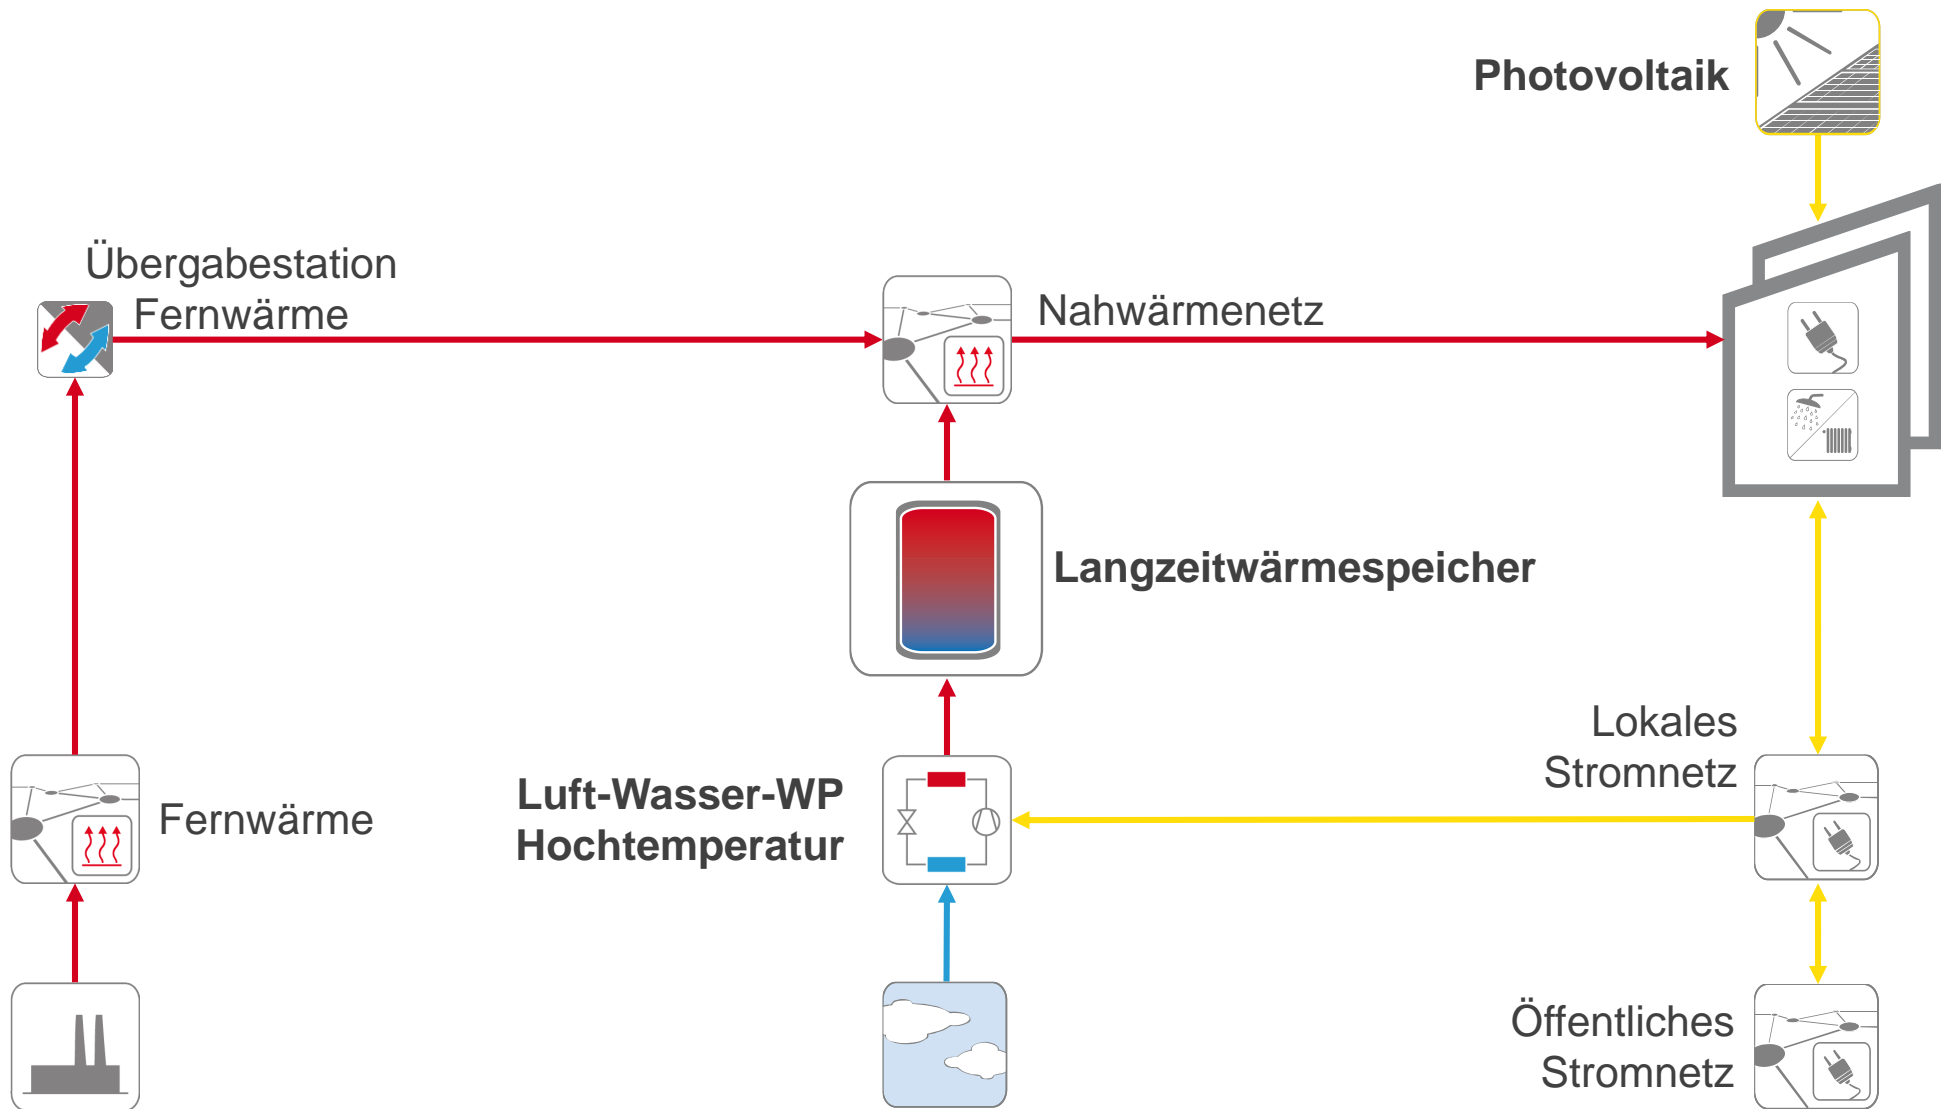 Photovoltaik
Übergabestation
Fernwärme
Nahwärmenetz
Langzeitwärmespeicher
Lokales
Stromnetz
Luft-Wasser-WP
Hochtemperatur
Fernwärme
Öffentliches
Stromnetz